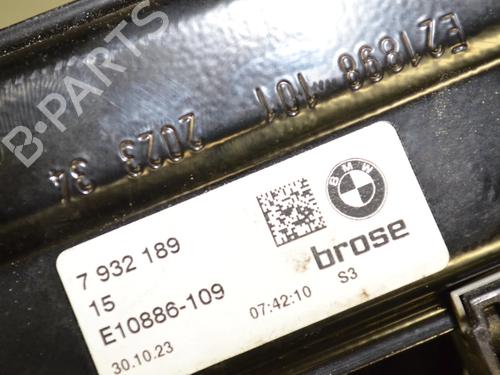 E21898 101 2023 34
B-PARTS
BMW
7 932 189
15
E10886-109
30.10.23
brose
07:42:10
S3